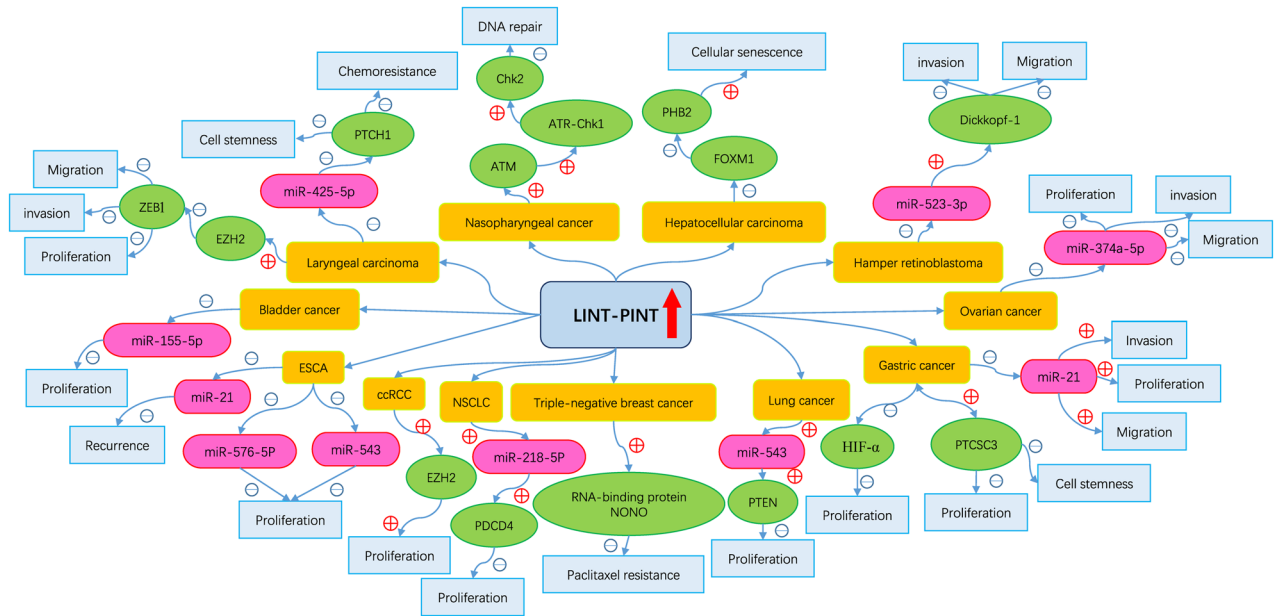 DNA repair
Cellular senescence
Chemoresistance
Chk2
invasion
Migration
PHB2
Cell stemness
PTCH1
ATR-Chk1
Dickkopf-1
ATM
FOXM1
Migration
miR-425-5p
miR-523-3p
Proliferation
invasion
invasion
ZEB1
EZH2
Nasopharyngeal cancer
Hepatocellular carcinoma
miR-374a-5p
Migration
Proliferation
Laryngeal carcinoma
Hamper retinoblastoma
Bladder cancer
LINT-PINT
Ovarian cancer
miR-155-5p
Invasion
ESCA
Gastric cancer
miR-21
Proliferation
Proliferation
miR-21
ccRCC
NSCLC
Triple-negative breast cancer
Lung cancer
Migration
Recurrence
miR-576-5P
miR-543
miR-218-5P
miR-543
HIF-α
PTCSC3
EZH2
RNA-binding protein
NONO
PTEN
Cell stemness
Proliferation
PDCD4
Proliferation
Proliferation
Proliferation
Proliferation
Paclitaxel resistance
Proliferation
Proliferation